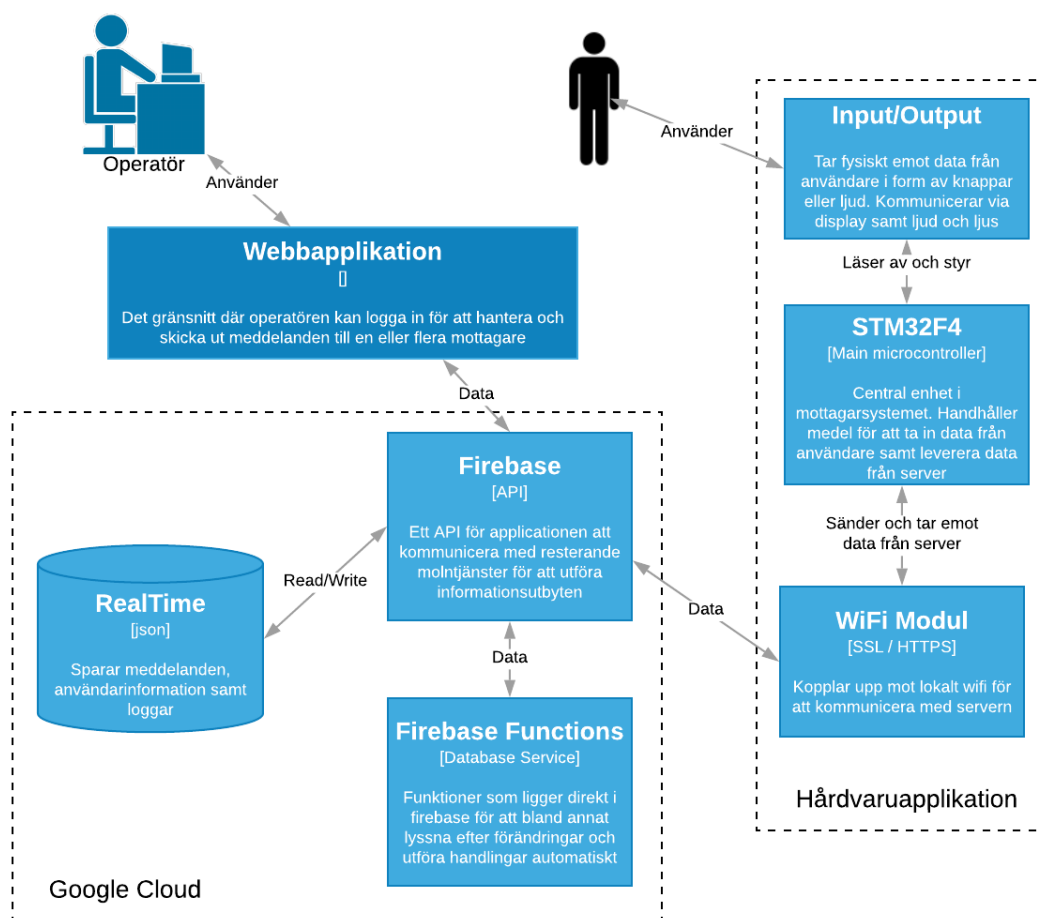 Operatör
Använder
Webbapplikation
[]
Det gränsnitt där operatören kan logga in för att hantera och
skicka ut meddelanden till en eller flera mottagare
Data
Firebase
[API]
Ett API för applicationen att
kommunicera med resterande
molntjänster för att utföra
informationsutbyten
Read/Write
RealTime
[json]
Sparar meddelanden,
användarinformation samt
loggar
Data
Firebase Functions
[Database Service]
Funktioner som ligger direkt i
firebase för att bland annat
lyssna efter förändringar och
utföra handlingar automatiskt
Google Cloud
Data
Använder
Input/Output
Tar fysiskt emot data från
användare i form av knappar
eller ljud. Kommunicerar via
display samt ljud och ljus
Läser av och styr
STM32F4
[Main microcontroller]
Central enhet i
mottagarsystemet. Handhåller
medel för att ta in data från
användare samt leverera data
från server
Sänder och tar emot
data från server
WiFi Modul
[SSL / HTTPS]
Kopplar upp mot lokalt wifi för
att kommunicera med servern
Hårdvaruapplikation